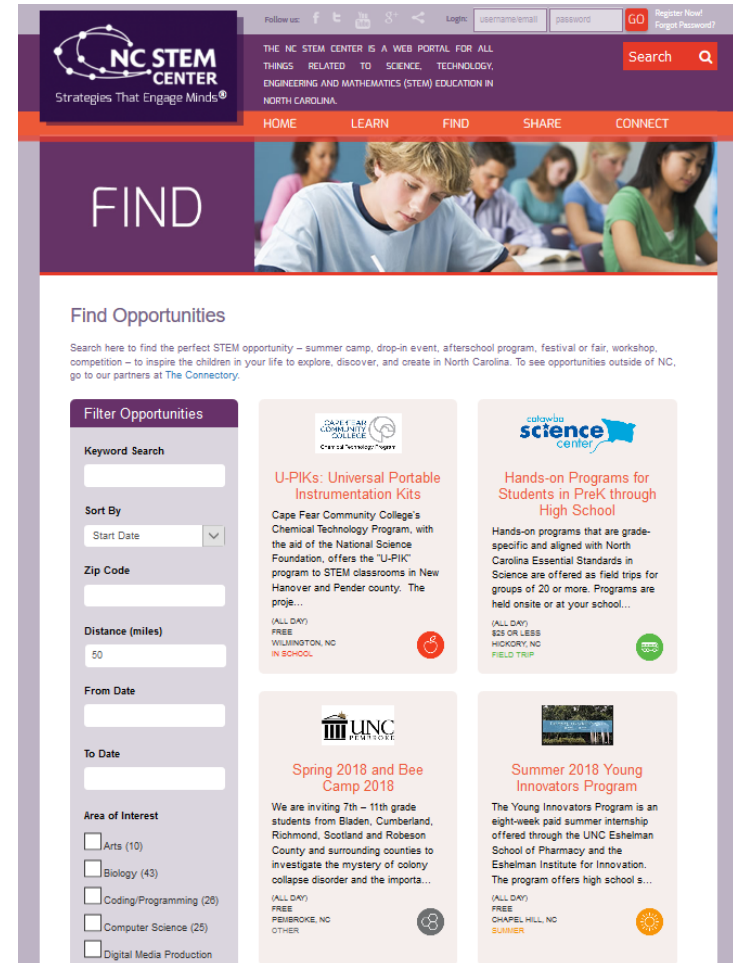 Follow us:
Login:
username/email
password
GO
Register Now!
Forgot Password?
NC STEM
CENTER
Strategies That Engage Minds®
THE NC STEM CENTER IS A WEB PORTAL FOR ALL
THINGS RELATED TO SCIENCE, TECHNOLOGY,
ENGINEERING AND MATHEMATICS (STEM) EDUCATION IN
NORTH CAROLINA.
Search
HOME LEARN FIND SHARE CONNECT
FIND
Find Opportunities
Search here to find the perfect STEM opportunity – summer camp, drop-in event, afterschool program, festival or fair, workshop,
competition – to inspire the children in your life to explore, discover, and create in North Carolina. To see opportunities outside of NC,
go to our partners at The Connectory.
Filter Opportunities
Keyword Search
Sort By
Start Date
Zip Code
Distance (miles)
50
From Date
To Date
Area of Interest
Arts (10)
Biology (43)
Coding/Programming (26)
Computer Science (25)
Digital Media Production
CAPE FEAR
COMMUNITY
COLLEGE
Chemical Technology Program
U-PIKs: Universal Portable
Instrumentation Kits
Cape Fear Community College's
Chemical Technology Program, with
the aid of the National Science
Foundation, offers the "U-PIK"
program to STEM classrooms in New
Hanover and Pender county. The
proje...
(ALL DAY)
FREE
WILMINGTON, NC
IN SCHOOL
catawba
science
center
Hands-on Programs for
Students in PreK through
High School
Hands-on programs that are grade-
specific and aligned with North
Carolina Essential Standards in
Science are offered as field trips for
groups of 20 or more. Programs are
held onsite or at your school...
(ALL DAY)
$25 OR LESS
HICKORY, NC
FIELD TRIP
UNC
PEMBROKE
Spring 2018 and Bee
Camp 2018
We are inviting 7th – 11th grade
students from Bladen, Cumberland,
Richmond, Scotland and Robeson
County and surrounding counties to
investigate the mystery of colony
collapse disorder and the importa...
(ALL DAY)
FREE
PEMBROKE, NC
OTHER
Summer 2018 Young
Innovators Program
The Young Innovators Program is an
eight-week paid summer internship
offered through the UNC Eshelman
School of Pharmacy and the
Eshelman Institute for Innovation.
The program offers high school s...
(ALL DAY)
FREE
CHAPEL HILL, NC
SUMMER